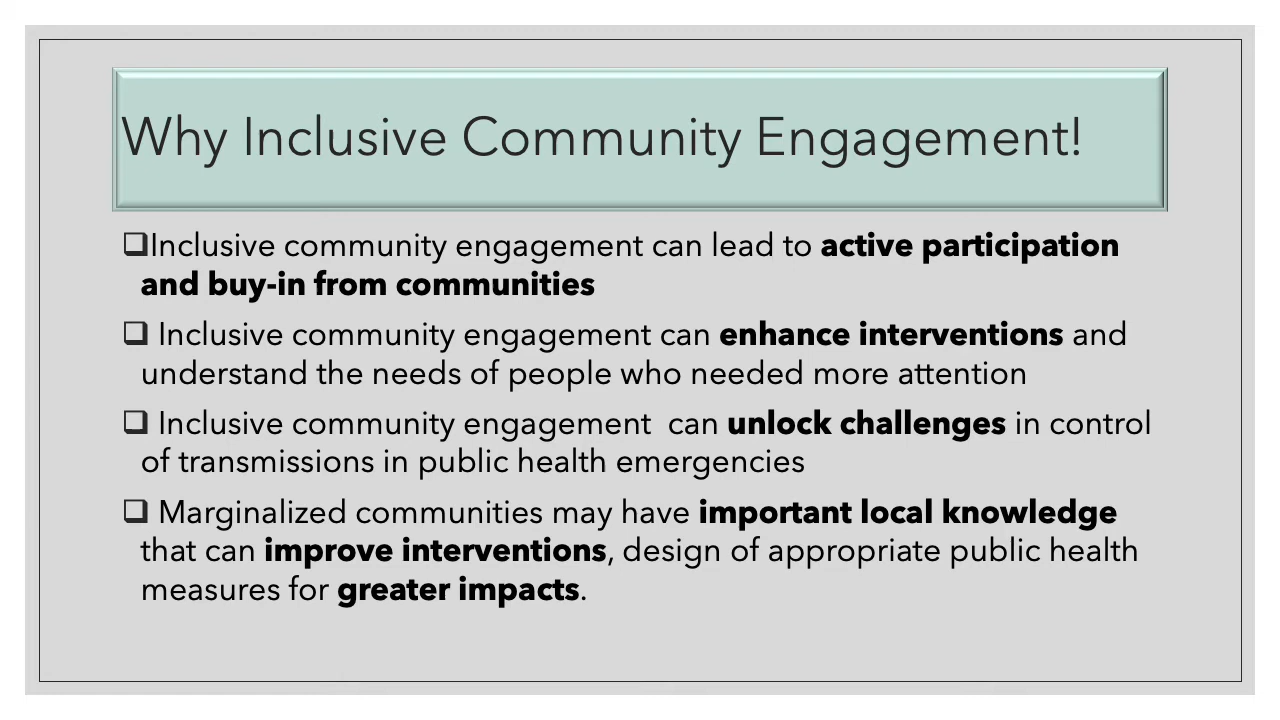 Why Inclusive Community Engagement!
❑Inclusive community engagement can lead to active participation
and buy-in from communities
❑ Inclusive community engagement can enhance interventions and
understand the needs of people who needed more attention
❑ Inclusive community engagement  can unlock challenges in control
of transmissions in public health emergencies
❑ Marginalized communities may have important local knowledge
that can improve interventions, design of appropriate public health
measures for greater impacts.